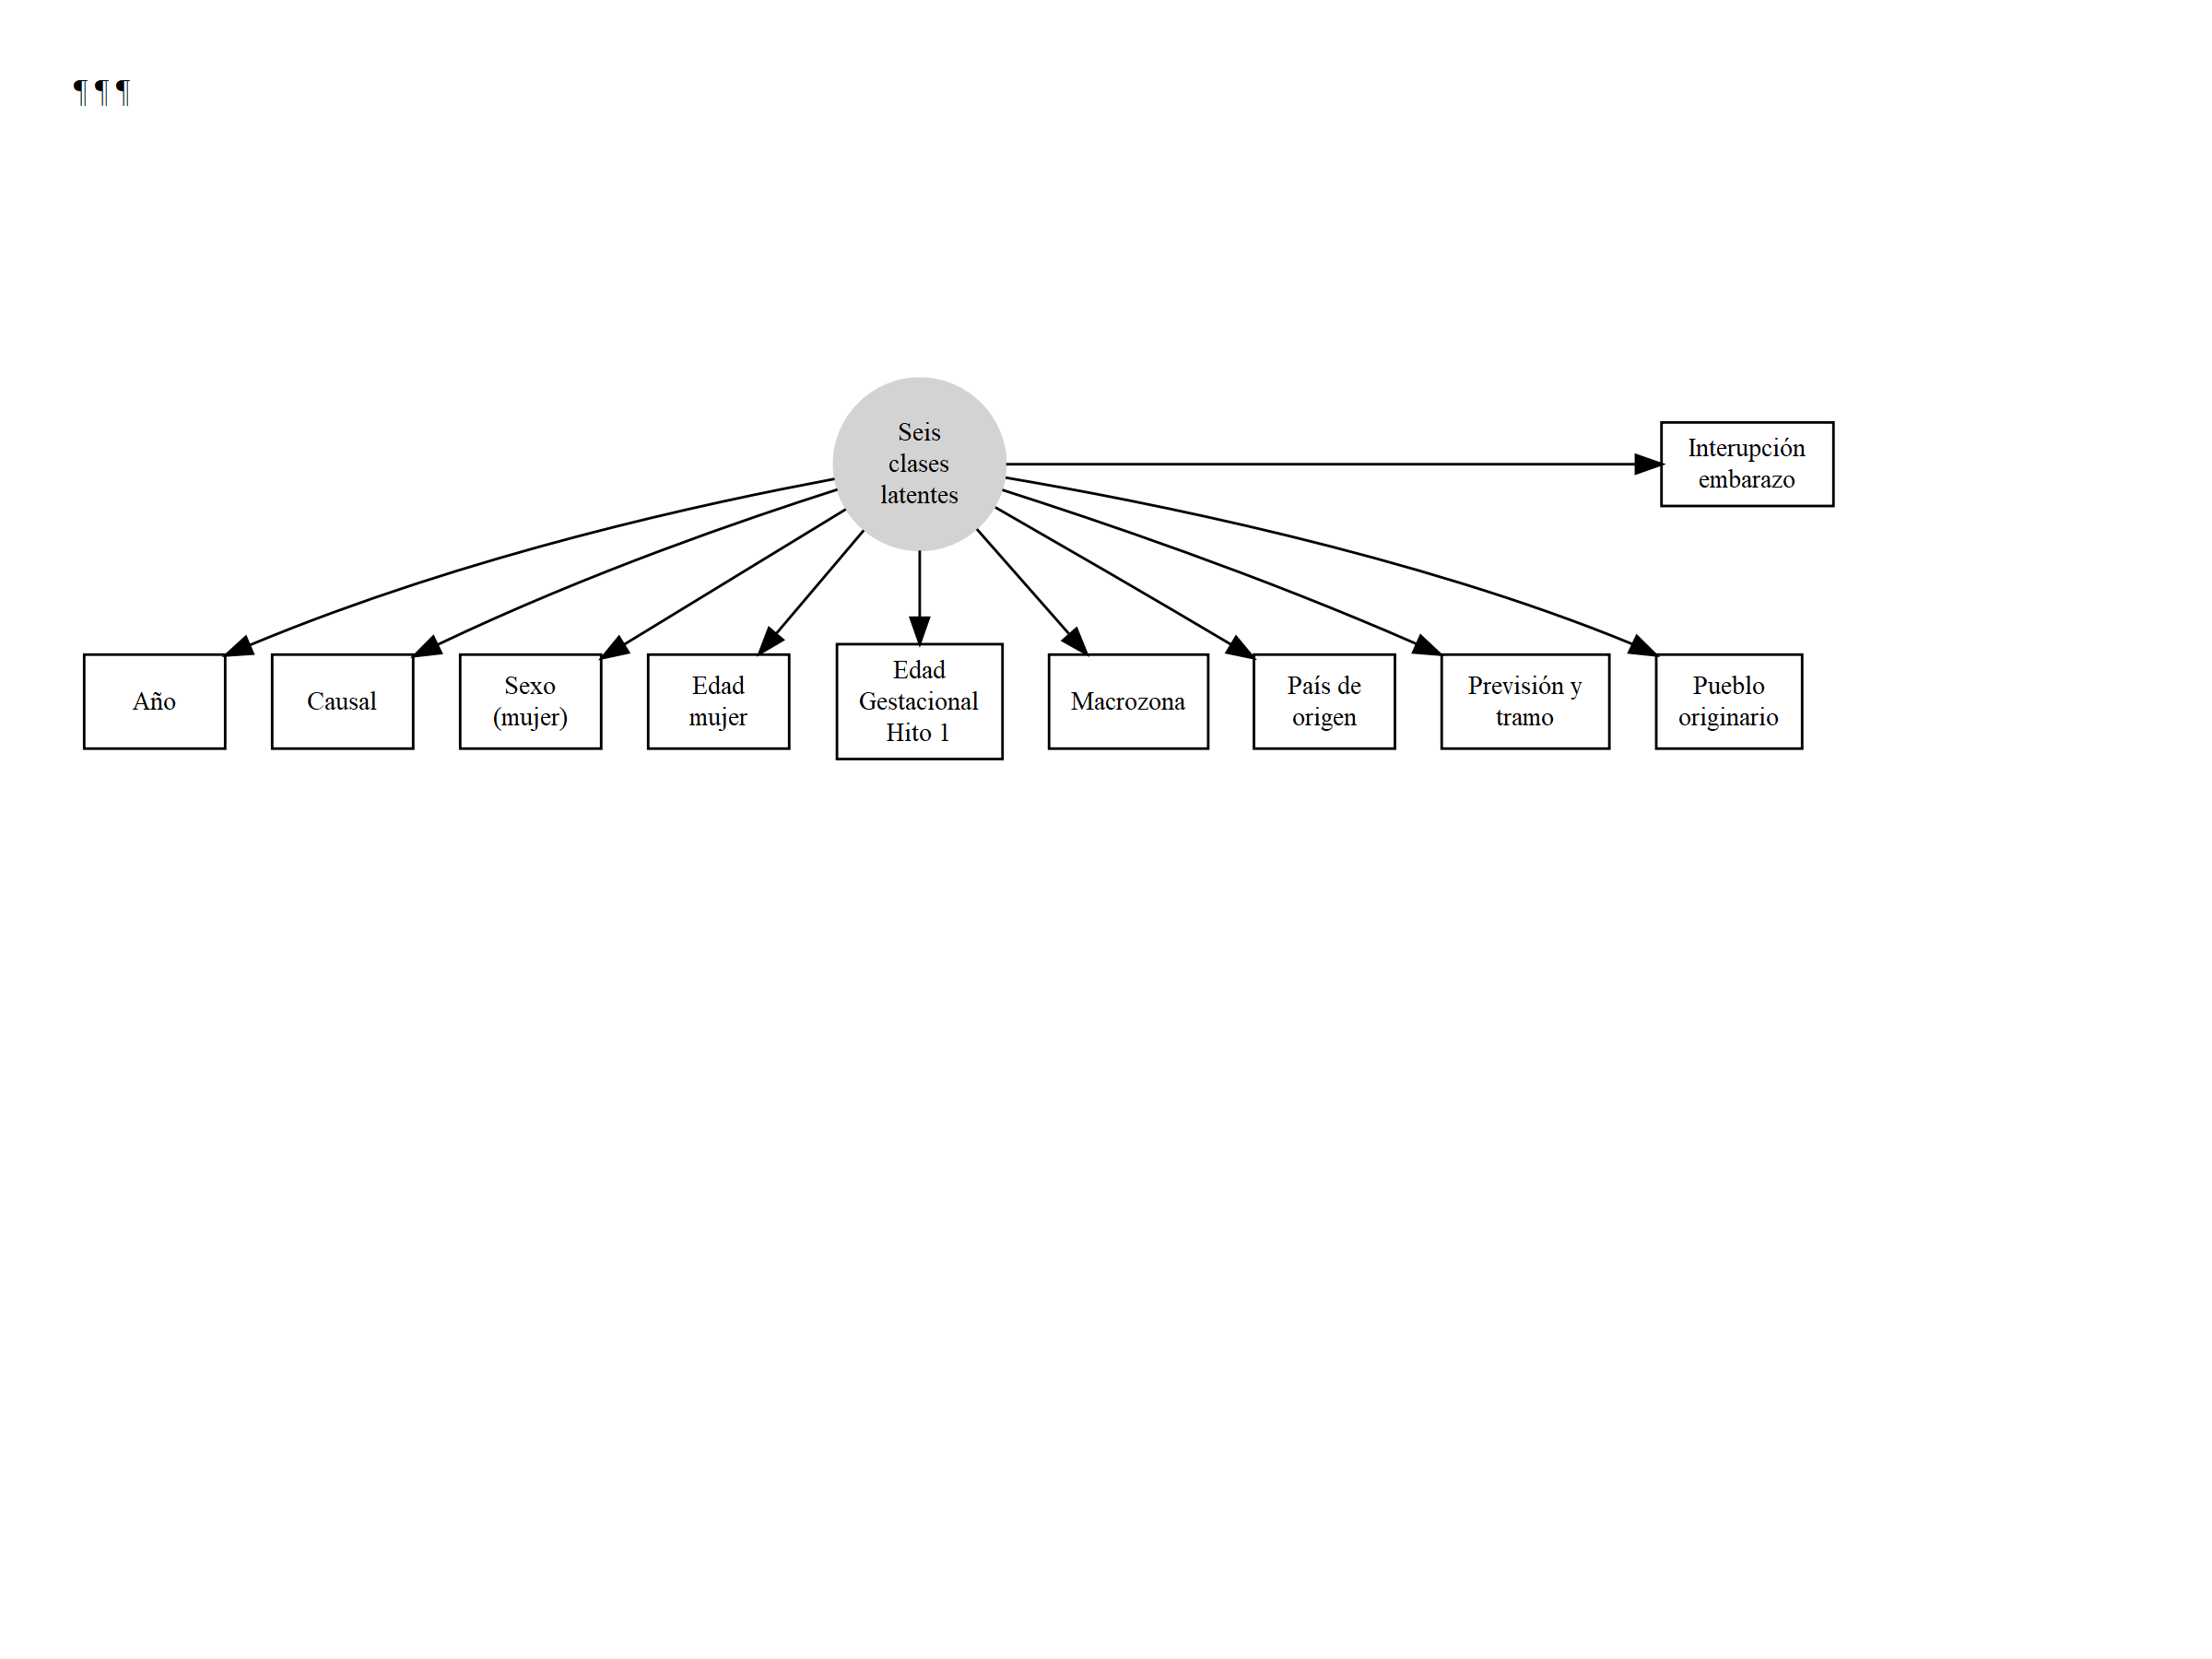 ¶ ¶ ¶
Seis
clases
latentes
Interupción
embarazo
Año
Causal
Sexo
(mujer)
Edad
mujer
Edad
Gestacional
Hito 1
Macrozona
País de
origen
Previsión y
tramo
Pueblo
originario